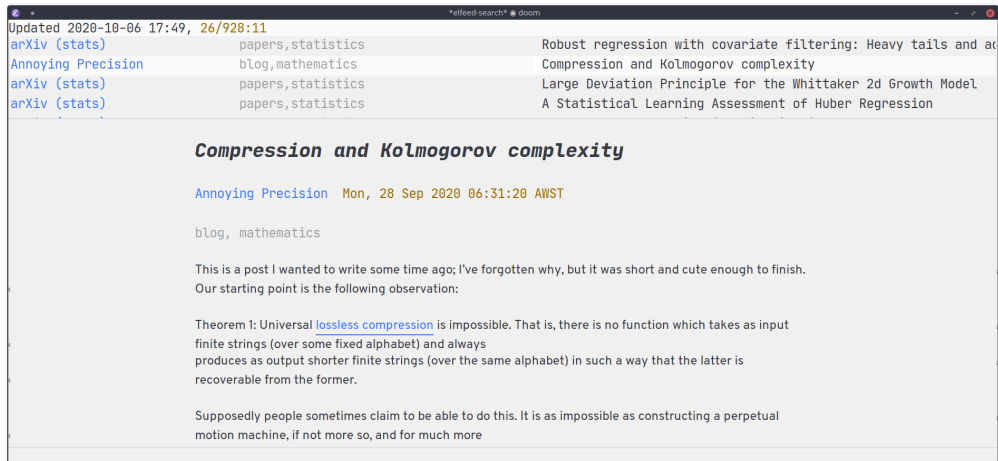 *elfeed-search* ◉ doom
Updated 2020-10-06 17:49, 26/928:11
arXiv (stats) papers,statistics Robust regression with covariate filtering: Heavy tails and
Annoying Precision blog,mathematics Compression and Kolmogorov complexity
arXiv (stats) papers,statistics Large Deviation Principle for the Whittaker 2d Growth Model
arXiv (stats) papers,statistics A Statistical Learning Assessment of Huber Regression
Compression and Kolmogorov complexity
Annoying Precision Mon, 28 Sep 2020 06:31:20 AWST
blog, mathematics
This is a post I wanted to write some time ago; I've forgotten why, but it was short and cute enough to finish.
Our starting point is the following observation:
Theorem 1: Universal lossless compression is impossible. That is, there is no function which takes as input
finite strings (over some fixed alphabet) and always
produces as output shorter finite strings (over the same alphabet) in such a way that the latter is
recoverable from the former.
Supposedly people sometimes claim to be able to do this. It is as impossible as constructing a perpetual
motion machine, if not more so, and for much more